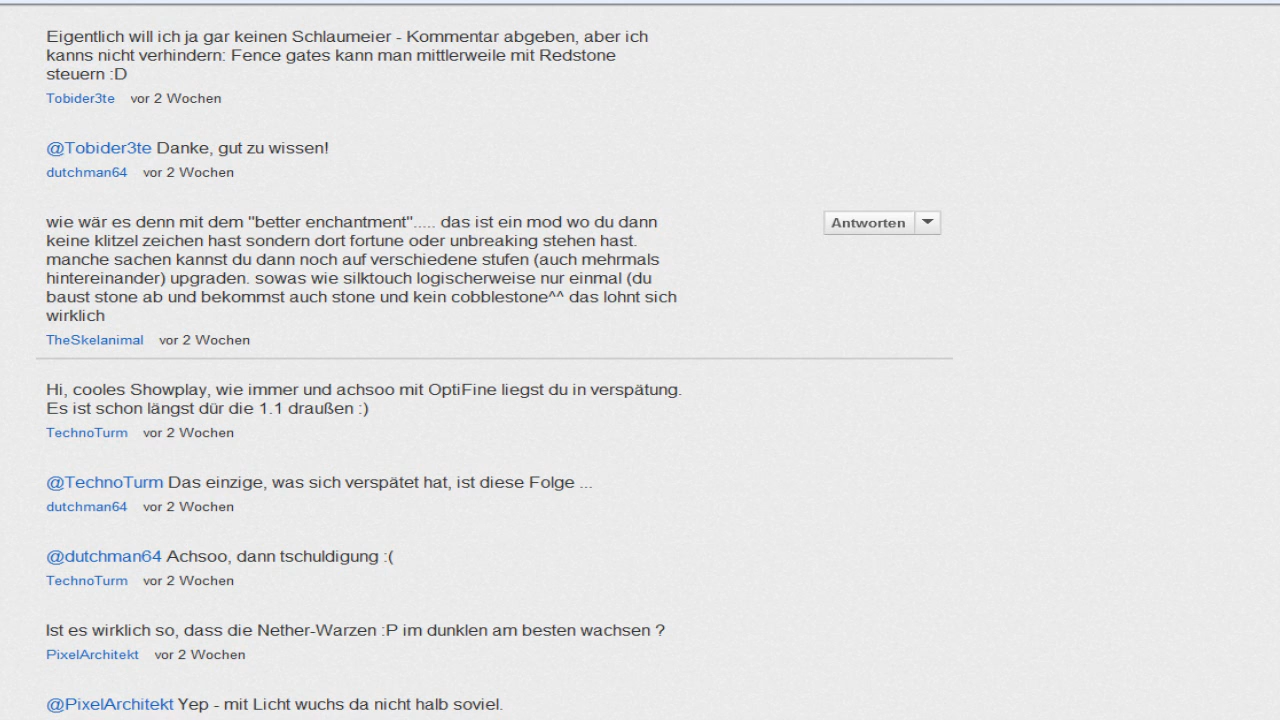 Eigentlich will ich ja gar keinen Schlaumeier - Kommentar abgeben, aber ich
kanns nicht verhindern: Fence gates kann man mittlerweile mit Redstone
steuern :D
Tobider3te vor 2 Wochen
@Tobider3te Danke, gut zu wissen!
dutchman64 vor 2 Wochen
wie wär es denn mit dem "better enchantment"..... das ist ein mod wo du dann
keine klitzel zeichen hast sondern dort fortune oder unbreaking stehen hast.
manche sachen kannst du dann noch auf verschiedene stufen (auch mehrmals
hintereinander) upgraden. sowas wie silktouch logischerweise nur einmal (du
baust stone ab und bekommst auch stone und kein cobblestone^^ das lohnt sich
wirklich
Antworten
TheSkelanimal vor 2 Wochen
Hi, cooles Showplay, wie immer und achsoo mit OptiFine liegst du in verspätung.
Es ist schon längst dür die 1.1 draußen :)
TechnoTurm vor 2 Wochen
@TechnoTurm Das einzige, was sich verspätet hat, ist diese Folge ...
dutchman64 vor 2 Wochen
@dutchman64 Achsoo, dann tschuldigung :(
TechnoTurm vor 2 Wochen
Ist es wirklich so, dass die Nether-Warzen :P im dunklen am besten wachsen ?
PixelArchitekt vor 2 Wochen
@PixelArchitekt Yep - mit Licht wuchs da nicht halb soviel.